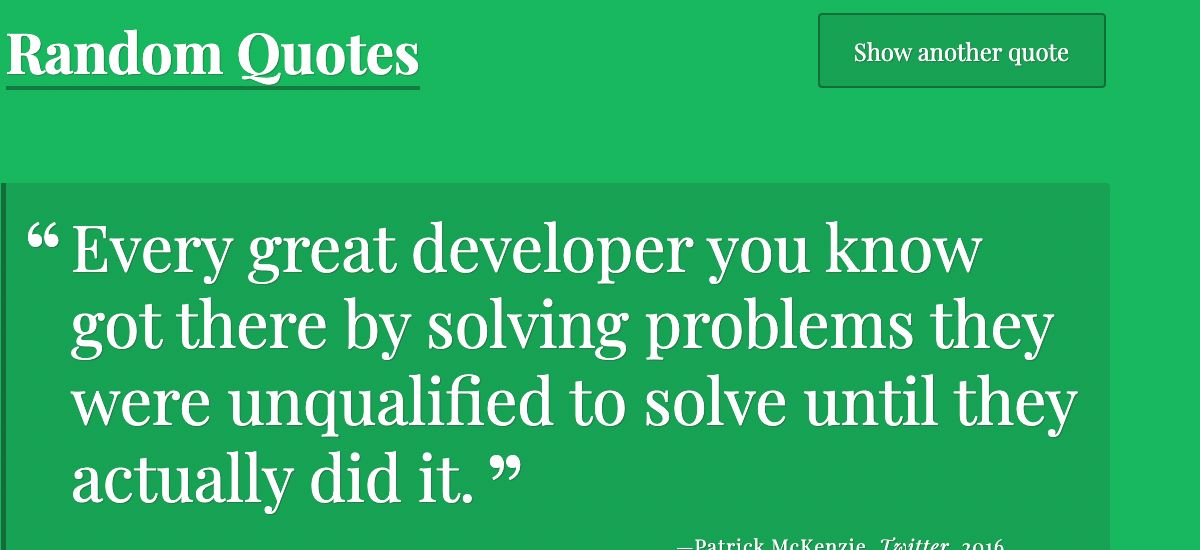 Random Quotes
Show another quote
“ Every great developer you know
got there by solving problems they
were unqualified to solve until they
actually did it. ”
—Patrick McKenzie, Twitter, 2016